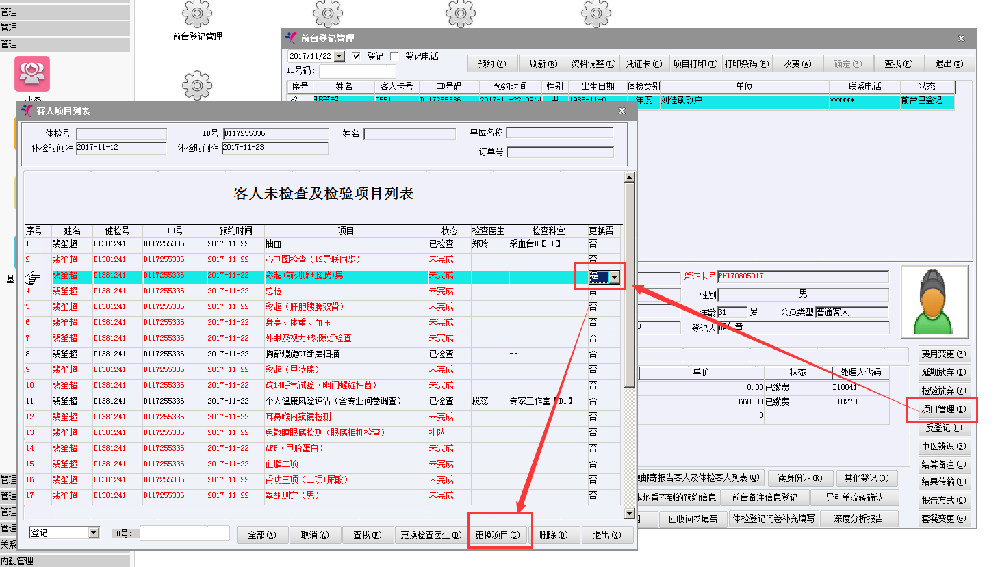 管理
管理
管理
前台登记管理
前台登记管理
2017/11/22 登记 登记电话
预约(Y) 刷新(R) 资料调整(L) 凭证卡(C) 项目打印(I) 打印条码(P) 收费(A) 确定(E) 查找(F) 退出(X)
ID号码:
序号 姓名 客人卡号 ID号码 预约时间 性别 出生日期 体检类别 单位 联系电话 状态
裴笙超 0551 D117255336 2017-11-22 09:4 男 1986-11-01 年度 刘佳敏散户 ****** 前台已登记
客人项目列表
体检号 ID号 D117255336 姓名 单位名称
体检时间>= 2017-11-12 体检时间<= 2017-11-23 订单号
客人未检查及检验项目列表
序号 姓名 健检号 ID号 预约时间 项目 状态 检查医生 检查科室 更换否
1 裴笙超 D1381241 D117255336 2017-11-22 抽血 已检查 郑玲 采血台B【D1】 否
2 裴笙超 D1381241 D117255336 2017-11-22 心电图检查（12导联同步） 未完成 否
裴笙超 D1381241 D117255336 2017-11-22 彩超(前列腺+膀胱)男 未完成 是
4 裴笙超 D1381241 D117255336 2017-11-22 总检 未完成 否
5 裴笙超 D1381241 D117255336 2017-11-22 彩超（肝胆胰脾双肾） 未完成 否
6 裴笙超 D1381241 D117255336 2017-11-22 身高、体重、血压 未完成 否
7 裴笙超 D1381241 D117255336 2017-11-22 外眼及视力+裂隙灯检查 未完成 否
8 裴笙超 D1381241 D117255336 2017-11-22 胸部螺旋CT断层扫描 已检查 no 否
9 裴笙超 D1381241 D117255336 2017-11-22 彩超（甲状腺） 未完成 否
10 裴笙超 D1381241 D117255336 2017-11-22 碳14呼气试验（幽门螺旋杆菌） 未完成 否
11 裴笙超 D1381241 D117255336 2017-11-22 个人健康风险评估（含专业问卷调查） 已检查 段蕊 专家工作室【D1】 否
12 裴笙超 D1381241 D117255336 2017-11-22 耳鼻喉内窥镜检测 未完成 否
13 裴笙超 D1381241 D117255336 2017-11-22 免散瞳眼底检测（眼底相机检查） 排队 否
14 裴笙超 D1381241 D117255336 2017-11-22 AFP（甲胎蛋白） 未完成 否
15 裴笙超 D1381241 D117255336 2017-11-22 血脂二项 未完成 否
16 裴笙超 D1381241 D117255336 2017-11-22 肾功三项（二项+尿酸） 未完成 否
17 裴笙超 D1381241 D117255336 2017-11-22 睾酮测定（男） 未完成 否
登记 ID号:
全部(A) 取消(A) 查找(F) 更换检查医生(D) 更换项目(C) 删除(D) 退出(X)
凭证卡号 PH170805017
性别 男
年龄 31 岁 会员类型 普通客人
8 登记人 佳音
单价 状态 处理人代码
0.00 已缴费 D10041
660.00 已缴费 D10273
0
费用变更(F)
延期放弃(I)
检验放弃(Y)
项目管理(I)
反登记(C)
中医辨识(F)
结算备注(B)
结果传输(I)
报告方式(C)
套餐变更(G)
邮寄报告客人及体检客人列表(Q) 读身份证(B) 其他登记(O)
本地看不到的预约信息 前台备注信息登记 导引单流转确认
回收问卷填写 体检登记问卷补充填写 深度分析报告
基
管理
管理
管理
管理
关系
内勤管理